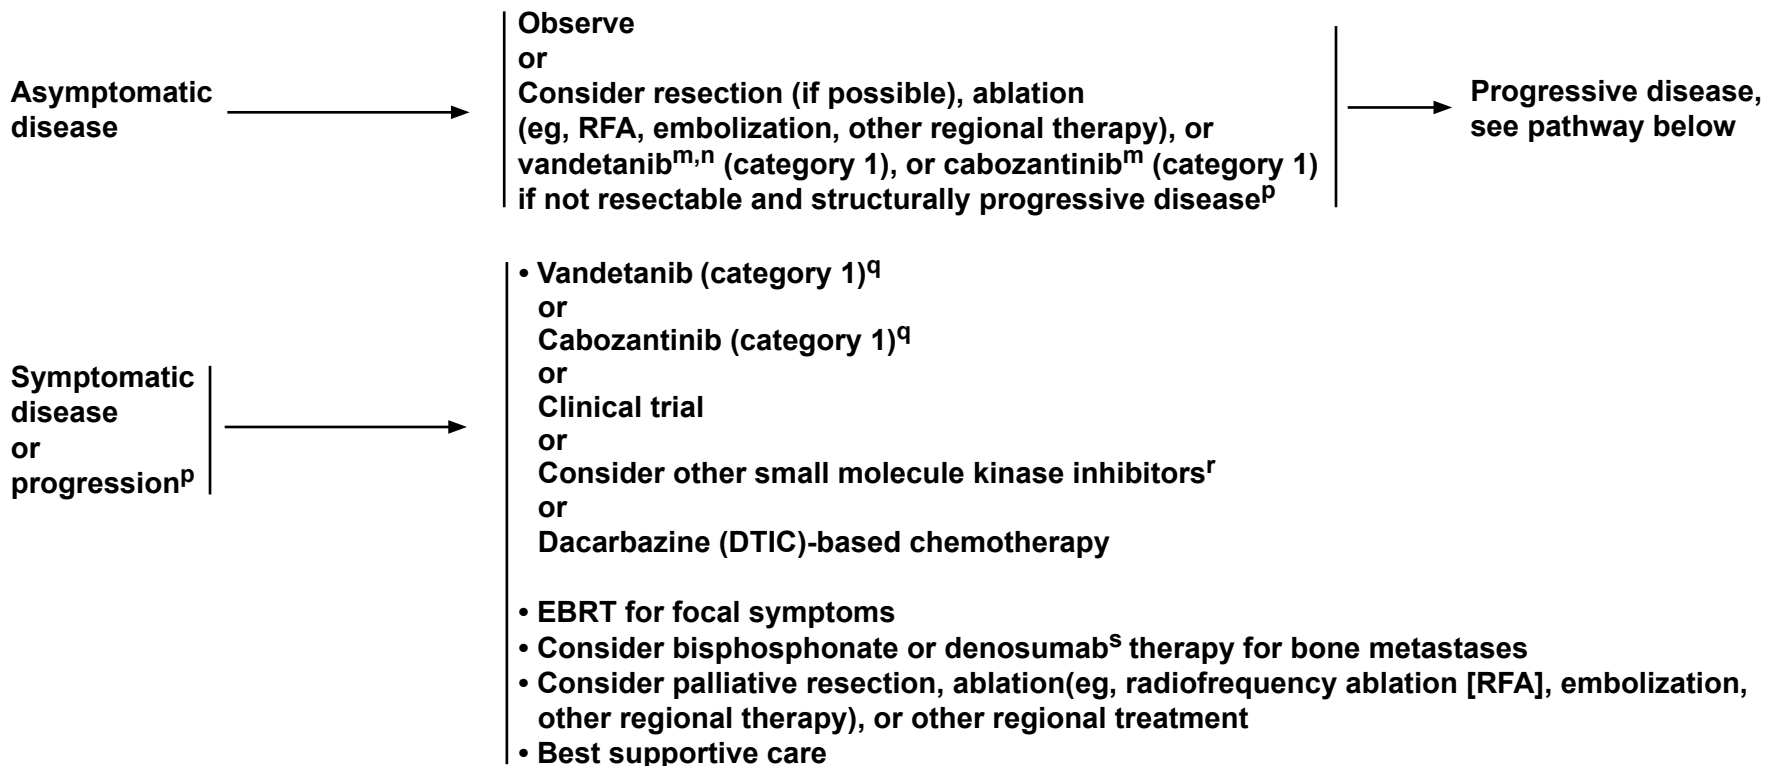 Asymptomatic
disease
Observe
or
Consider resection (if possible), ablation
(eg, RFA, embolization, other regional therapy), or
vandetanibm,n (category 1), or cabozantinibm (category 1)
if not resectable and structurally progressive diseasep
Progressive disease,
see pathway below
Symptomatic
disease
or
progressionp
• Vandetanib (category 1)q
or
Cabozantinib (category 1)q
or
Clinical trial
or
Consider other small molecule kinase inhibitorsr
or
Dacarbazine (DTIC)-based chemotherapy
• EBRT for focal symptoms
• Consider bisphosphonate or denosumabs therapy for bone metastases
• Consider palliative resection, ablation(eg, radiofrequency ablation [RFA], embolization,
other regional therapy), or other regional treatment
• Best supportive care